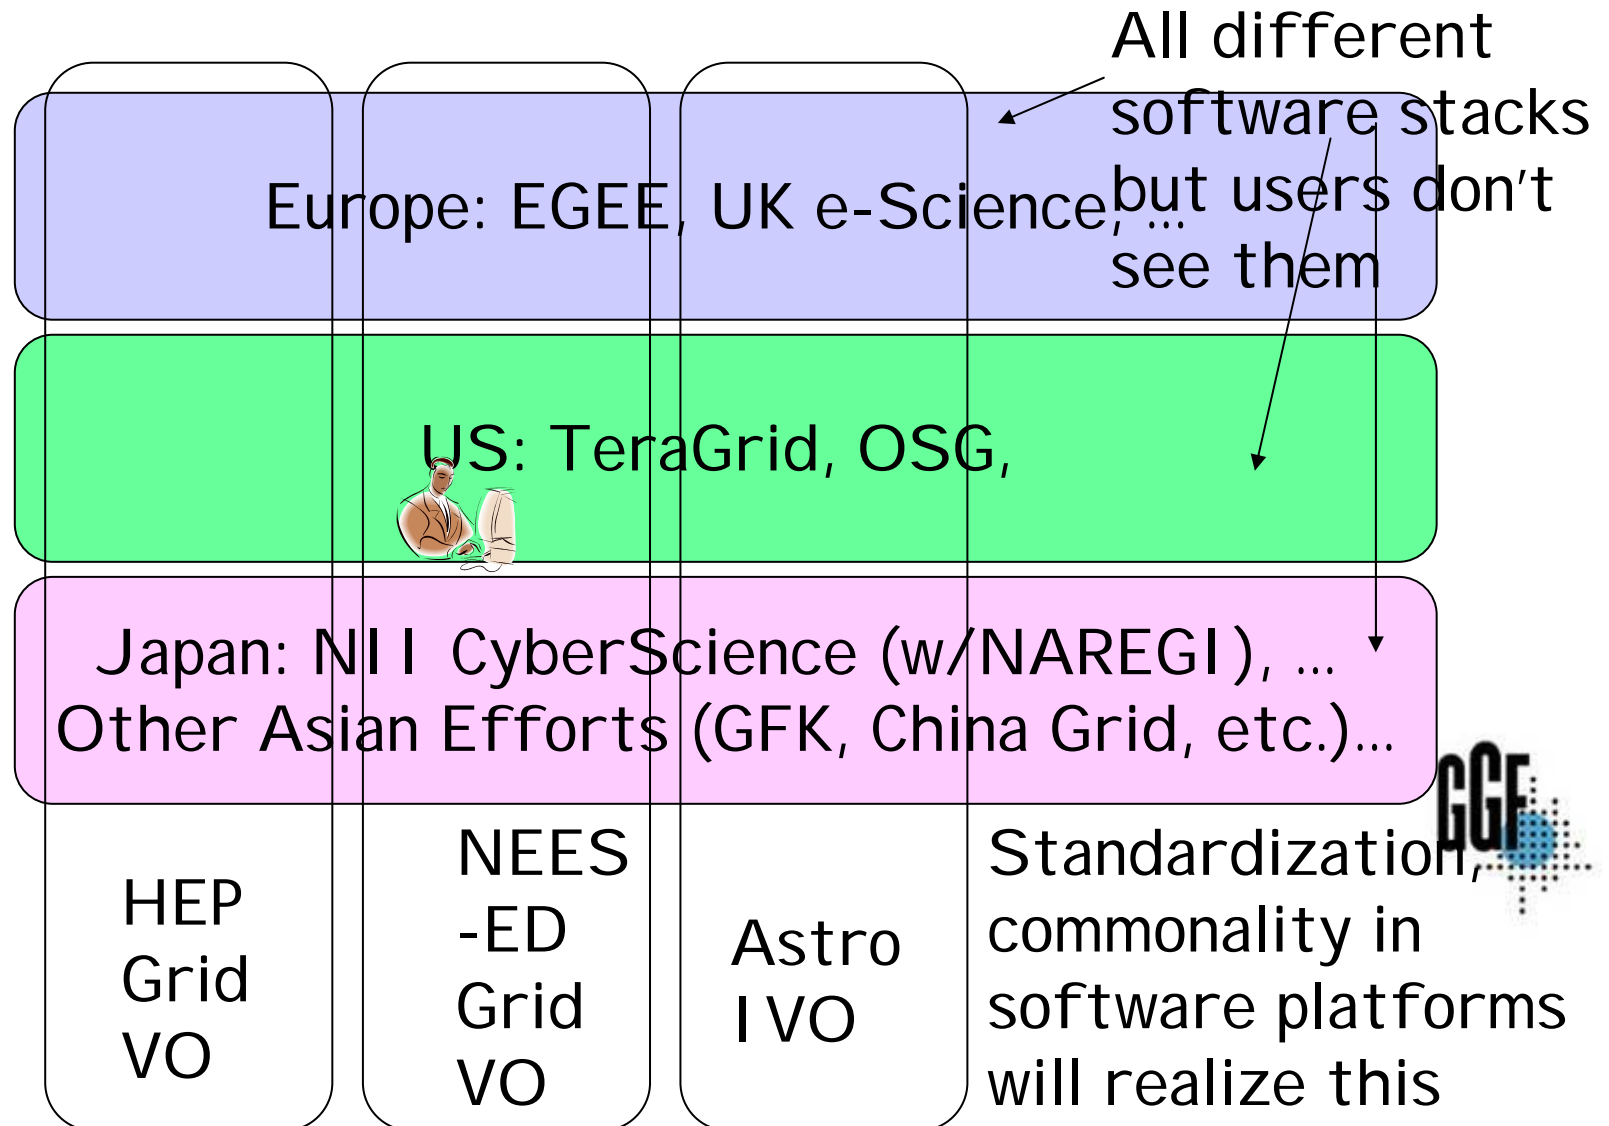 All different
software stacks
but users don't
see them
Europe: EGEE, UK e-Science, ...
US: TeraGrid, OSG,
Japan: NII CyberScience (w/NAREGI), ...
Other Asian Efforts (GFK, China Grid, etc.)...
GGF
HEP
Grid
VO
NEES
-ED
Grid
VO
Astro
IVO
Standardization,
commonality in
software platforms
will realize this